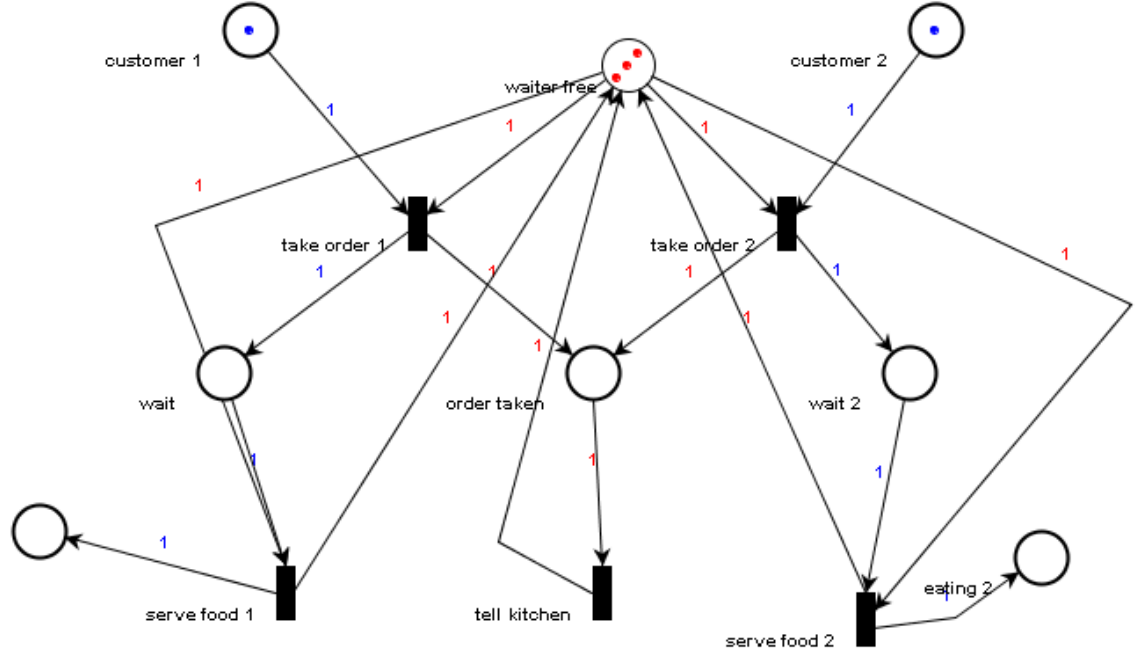 customer 1
customer 2
waiter free
1
1
1
1
1
1
take order 1
take order 2
1
1
1
1
1
1
1
1
wait
order taken
wait 2
1
1
1
1
eating 2
1
serve food 1
tell kitchen
serve food 2